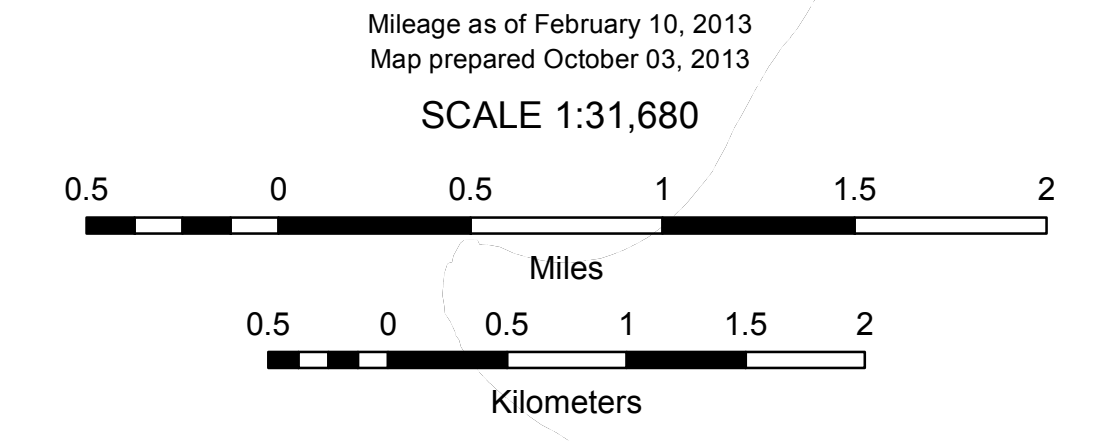 Mileage as of February 10, 2013
Map prepared October 03, 2013
SCALE 1:31,680
0.5 0 0.5 1 1.5 2
Miles
0.5 0 0.5 1 1.5 2
Kilometers